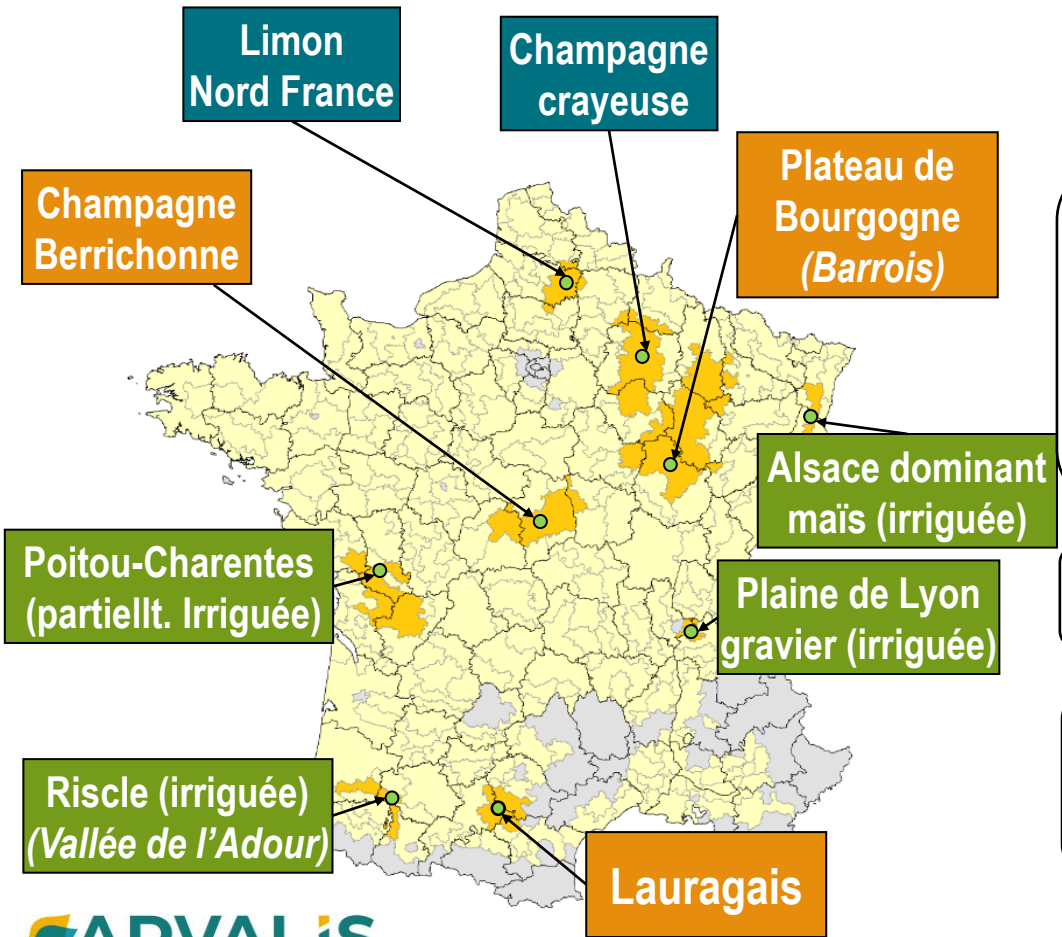 Limon
Nord France
Champagne
crayeuse
Plateau de
Bourgogne
(Barrois)
Champagne
Berrichonne
Alsace dominant
maïs (irriguée)
Poitou-Charentes
(partiellt. Irriguée)
Plaine de Lyon
gravier (irriguée)
Riscle (irriguée)
(Vallée de l'Adour)
Lauragais
ARVALiS